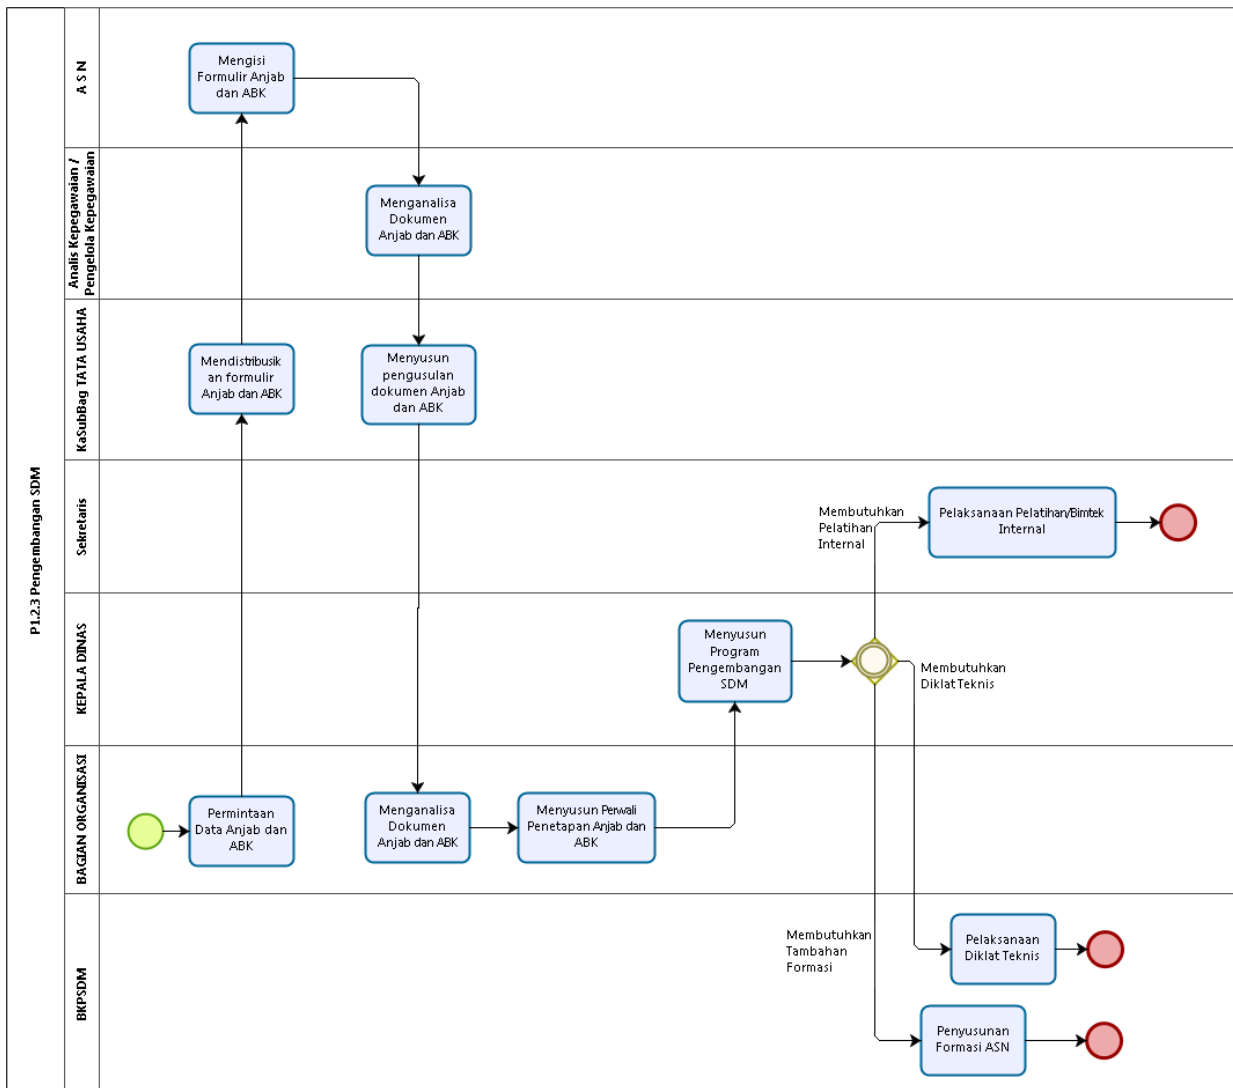 P1.2.3 Pengembangan SDM
A S N
Mengisi
Formulir Anjab
dan ABK
Analis Kepegawaian /
Pengelola Kepegawaian
Menganalisa
Dokumen
Anjab dan ABK
KaSubBag TATA USAHA
Mendistribusik
an formulir
Anjab dan ABK
Menyusun
pengusulan
dokumen Anjab
dan ABK
Sekretaris
Membutuhkan
Pelatihan
Internal
Pelaksanaan Pelatihan/Bimtek
Internal
KEPALA DINAS
Menyusun
Program
Pengembangan
SDM
Membutuhkan
Diklat Teknis
BAGIAN ORGANISASI
Permintaan
Data Anjab dan
ABK
Menganalisa
Dokumen
Anjab dan ABK
Menyusun Perwali
Penetapan Anjab dan
ABK
BKPSDM
Membutuhkan
Tambahan
Formasi
Pelaksanaan
Diklat Teknis
Penyusunan
Formasi ASN